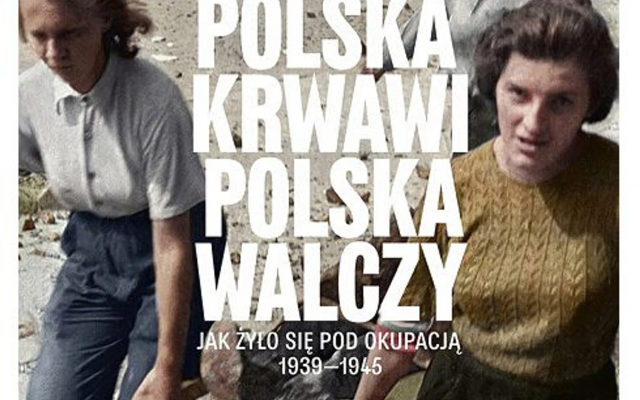 POLSKA
KRWAWI
POLSKA
WALCZY
JAK ŻYŁO SIĘ POD OKUPACJĄ
1939—1945